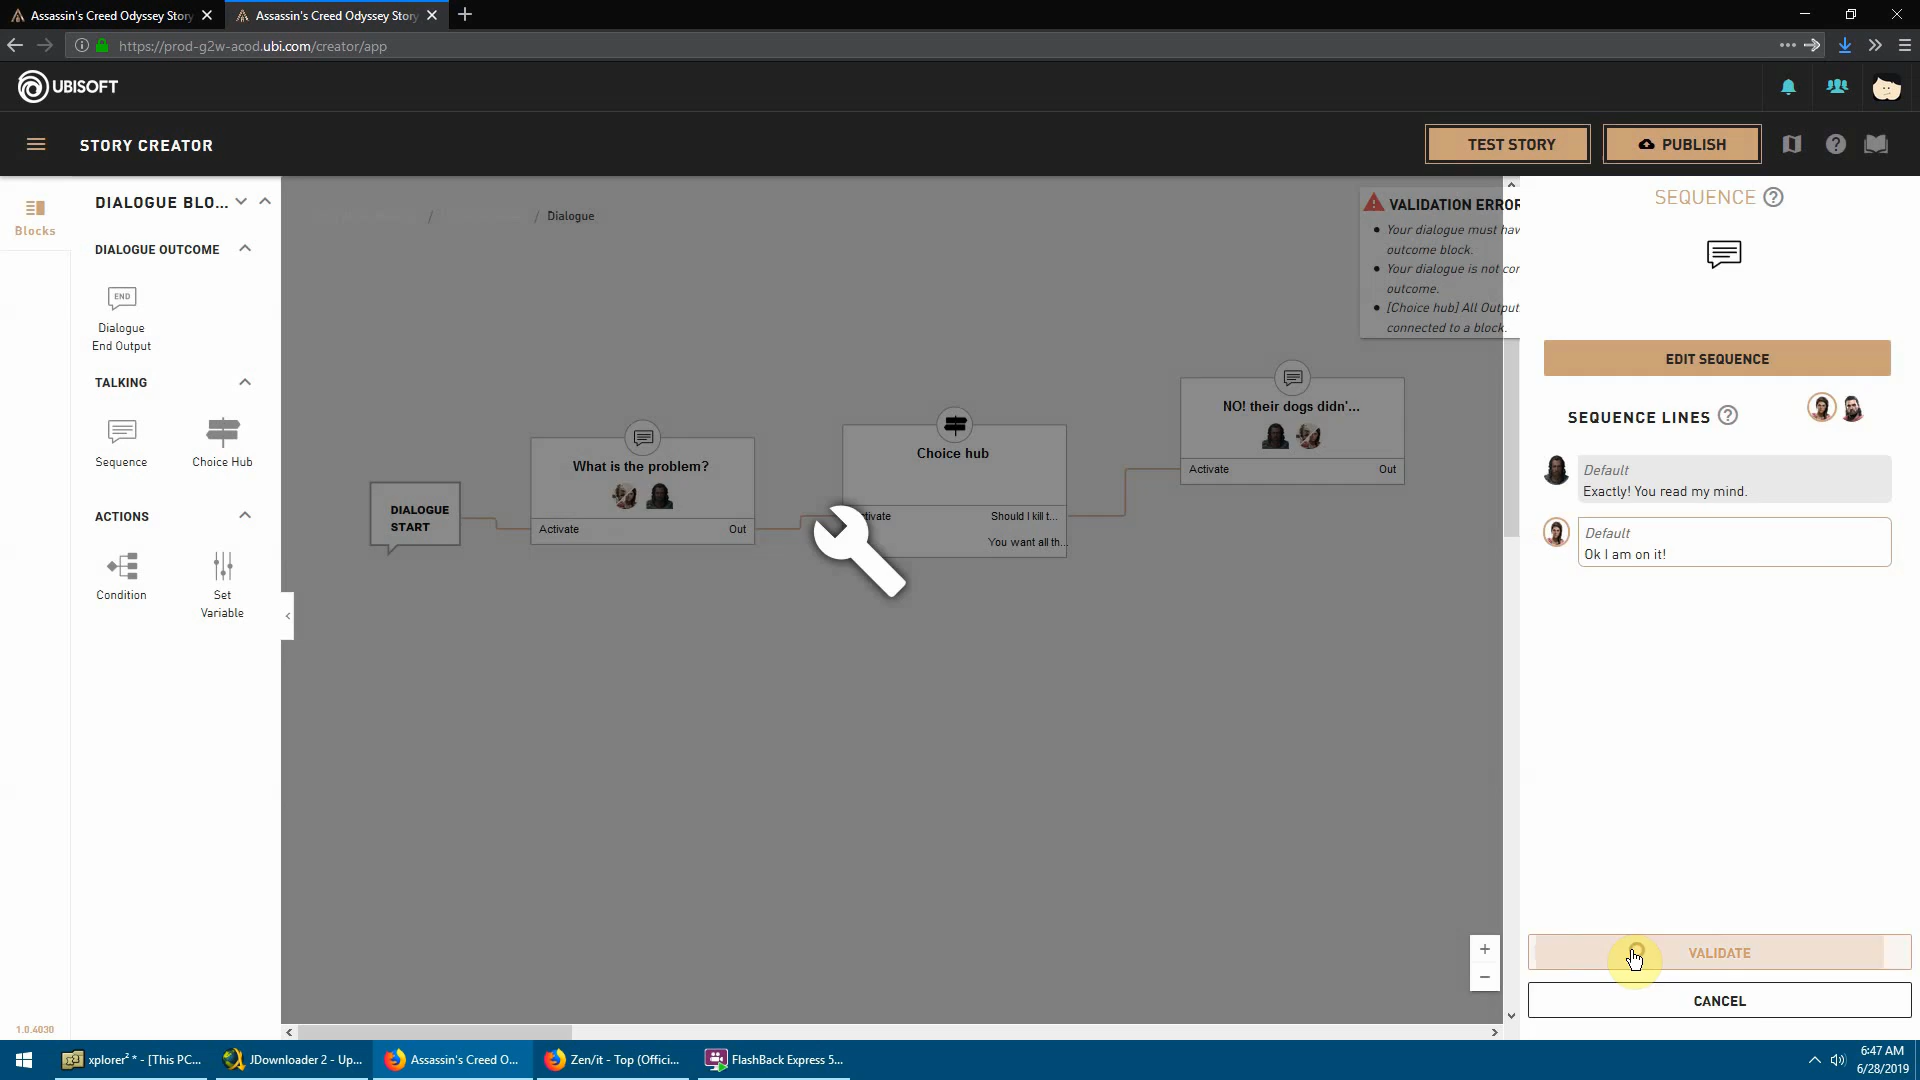 Assassin's Creed Odyssey Story
Assassin's Creed Odyssey Story
https://prod-g2w-acod.ubi.com/creator/app
UBISOFT
STORY CREATOR
TEST STORY
PUBLISH
Blocks
DIALOGUE BLO...
DIALOGUE OUTCOME
END
Dialogue
End Output
TALKING
Sequence
Choice Hub
ACTIONS
Condition
Set
Variable
1.0.4030
/
/ Dialogue
VALIDATION ERROR
Your dialogue must hav
outcome block.
Your dialogue is not con
outcome.
[Choice hub] All Output
connected to a block.
DIALOGUE
START
What is the problem?
Activate
Out
Choice hub
tivate
Should I kill t...
You want all th...
NO! their dogs didn'...
Activate
Out
SEQUENCE
EDIT SEQUENCE
SEQUENCE LINES
Default
Exactly! You read my mind.
Default
Ok I am on it!
VALIDATE
CANCEL
xplorer² * - [This PC...
JDownloader 2 - Up...
Assassin's Creed O...
Zen/it - Top (Offici...
FlashBack Express 5...
6:47 AM
6/28/2019